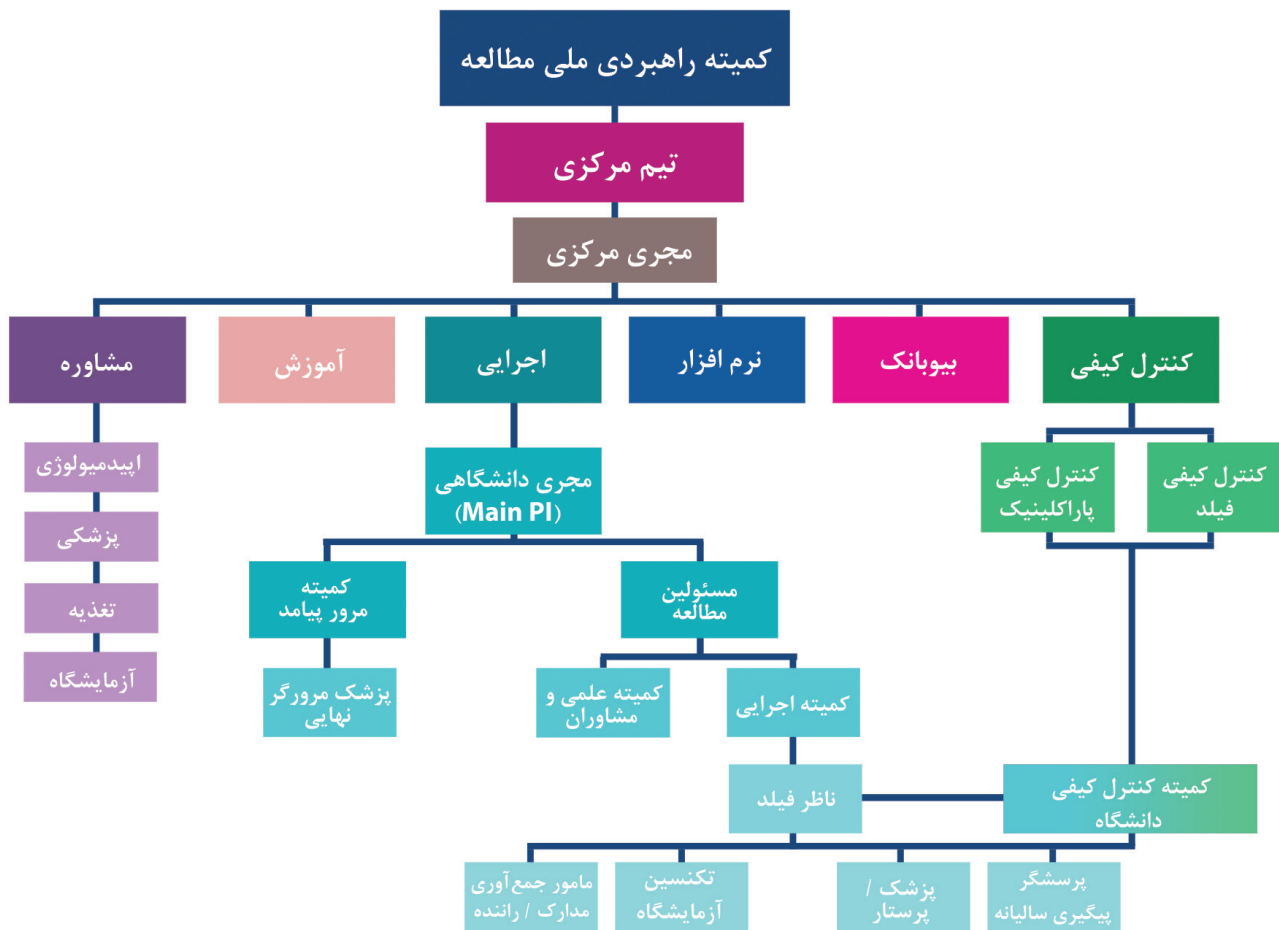 کمیته راهبردی ملی مطالعه
تیم مرکزی
مجری مرکزی
کنترل کیفی
بیوبانک
نرم افزار
اجرایی
آموزش
مشاوره
کنترل کیفی
فیلد
کنترل کیفی
پاراکلینیک
مجری دانشگاهی
(Main PI)
اپیدمیولوژی
پزشکی
تغذیه
آزمایشگاه
مسئولین
مطالعه
کمیته
مرور پیامد
کمیته اجرایی
کمیته علمی و
مشاوران
پزشک مرورگر
نهایی
کمیته کنترل کیفی
دانشگاه
ناظر فیلد
پرسشگر
پیگیری سالیانه
پزشک /
پرستار
تکنسین
آزمایشگاه
مامور جمع‌آوری
مدارک / راننده